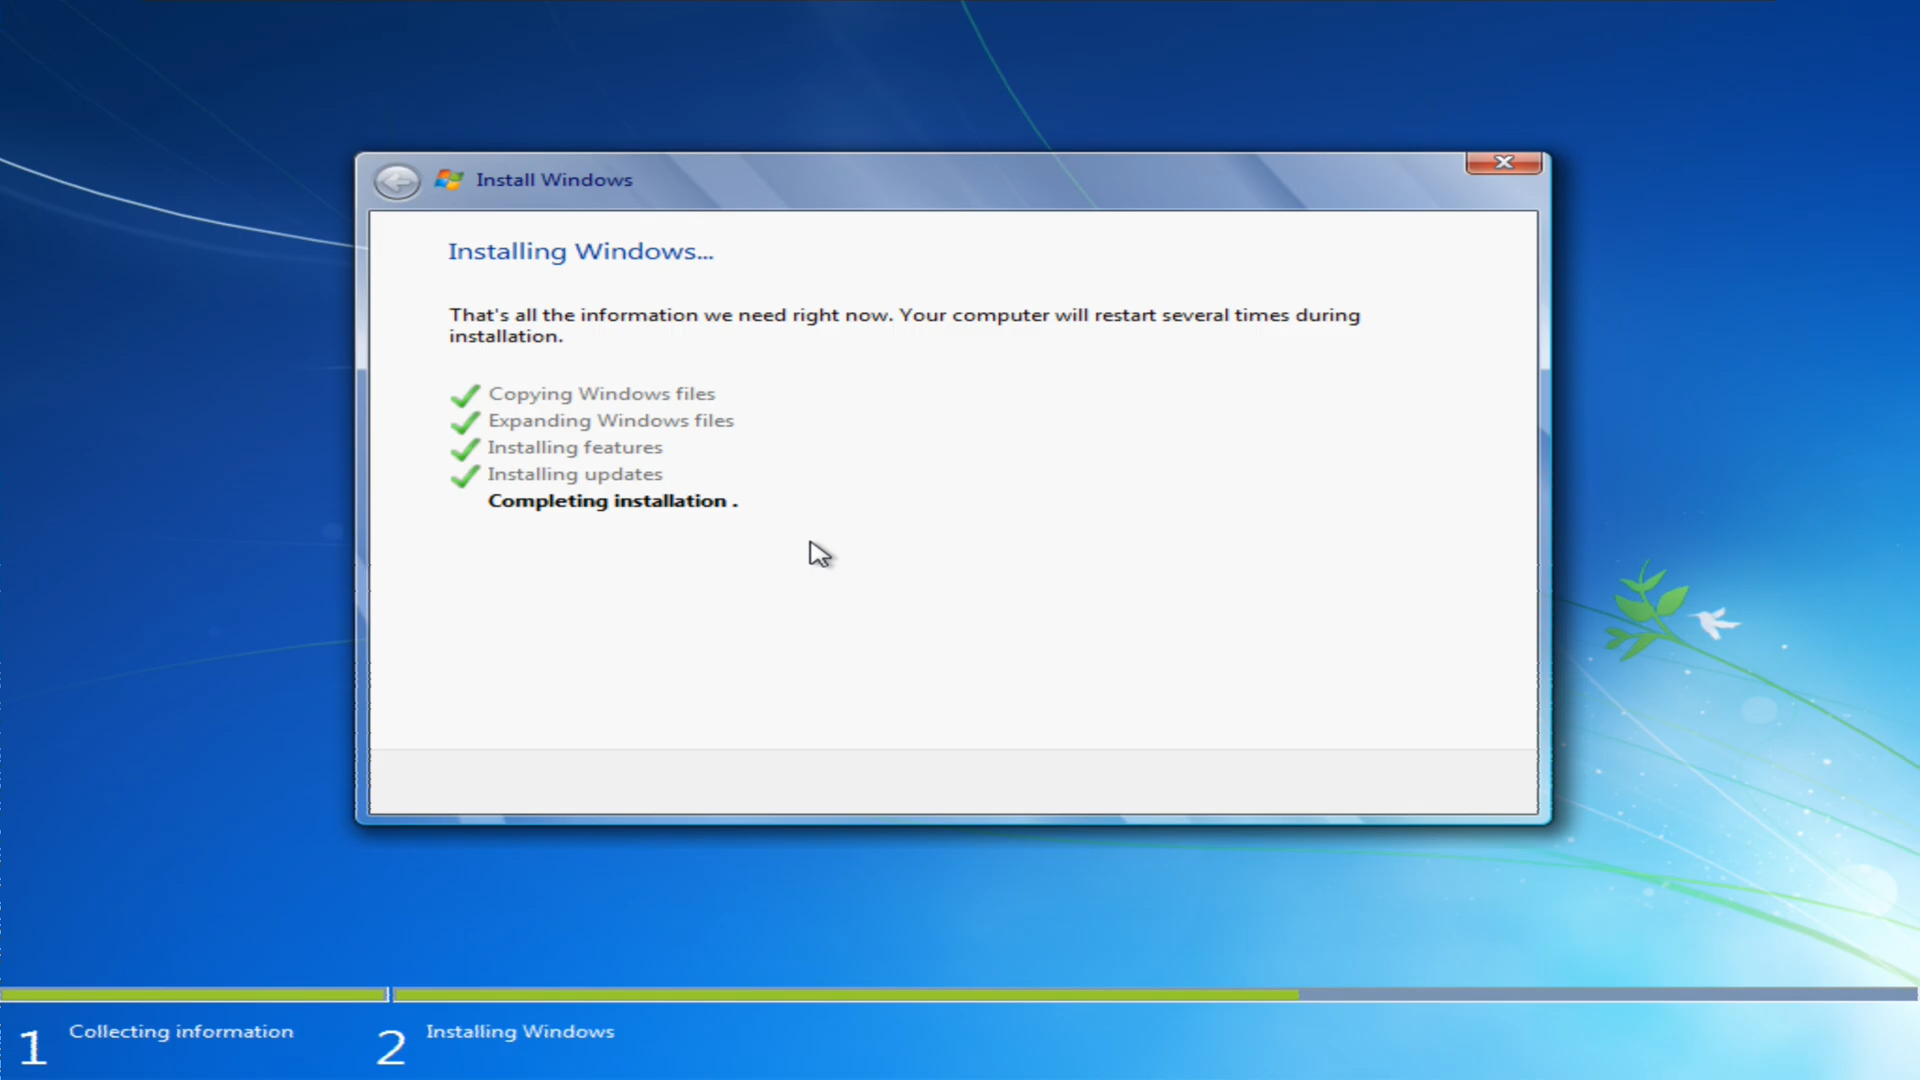 Install Windows
Installing Windows...
That's all the information we need right now. Your computer will restart several times during
installation.
Copying Windows files
Expanding Windows files
Installing features
Installing updates
Completing installation .
1 Collecting information
2 Installing Windows